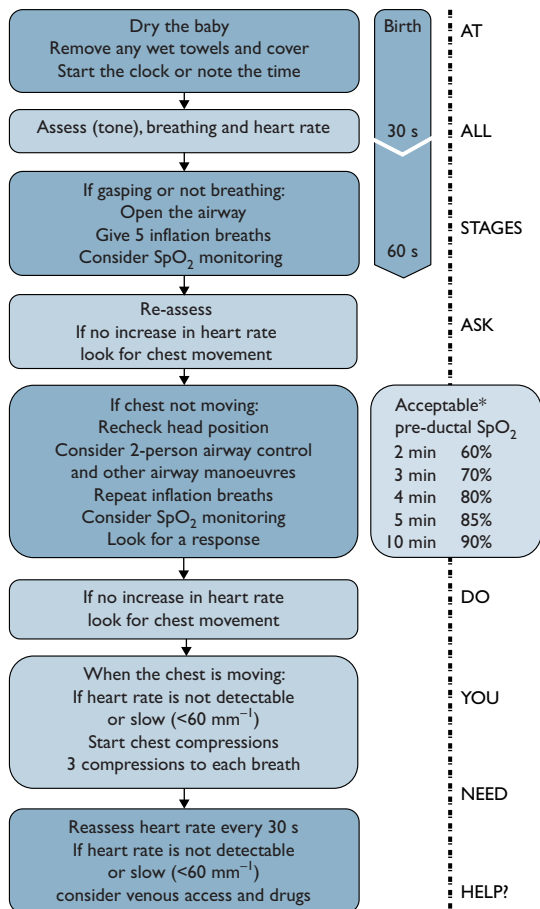 Dry the baby
Remove any wet towels and cover
Start the clock or note the time
Birth
AT
Assess (tone), breathing and heart rate
30 s
ALL
If gasping or not breathing:
Open the airway
Give 5 inflation breaths
Consider SpO₂ monitoring
60 s
STAGES
Re-assess
If no increase in heart rate
look for chest movement
ASK
If chest not moving:
Recheck head position
Consider 2-person airway control
and other airway manoeuvres
Repeat inflation breaths
Consider SpO₂ monitoring
Look for a response
Acceptable*
pre-ductal SpO₂
2 min 60%
3 min 70%
4 min 80%
5 min 85%
10 min 90%
If no increase in heart rate
look for chest movement
DO
When the chest is moving:
If heart rate is not detectable
or slow (<60 mm⁻¹)
Start chest compressions
3 compressions to each breath
YOU
NEED
Reassess heart rate every 30 s
If heart rate is not detectable
or slow (<60 mm⁻¹)
consider venous access and drugs
HELP?